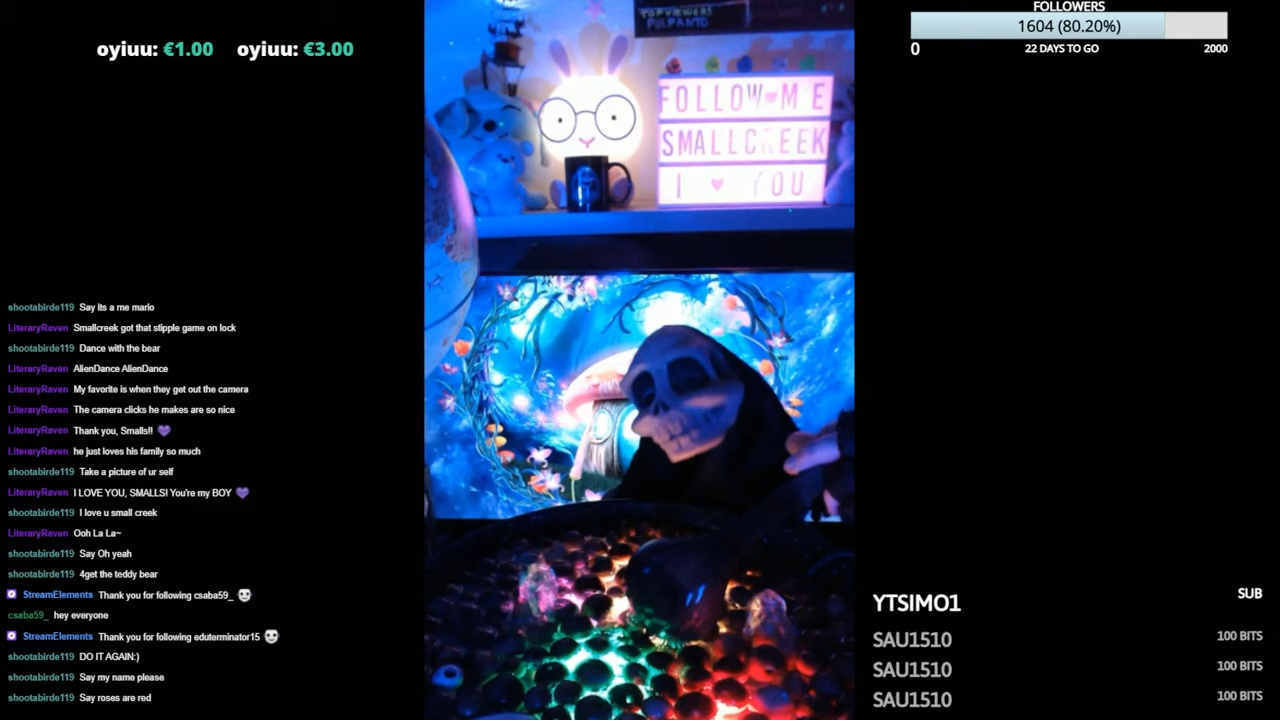 oyiuu: €1.00 oyiuu: €3.00
TOPVIEWERS
PULPANTO
FOLLOW♥ME
SMALLCREEK
I ♥ YOU
FOLLOWERS
1604 (80.20%)
0 22 DAYS TO GO 2000
shootabirde119 Say its a me mario
LiteraryRaven Smallcreek got that stipple game on lock
shootabirde119 Dance with the bear
LiteraryRaven AlienDance AlienDance
LiteraryRaven My favorite is when they get out the camera
LiteraryRaven The camera clicks he makes are so nice
LiteraryRaven Thank you, Smalls!! 💜
LiteraryRaven he just loves his family so much
shootabirde119 Take a picture of ur self
LiteraryRaven I LOVE YOU, SMALLS! You're my BOY 💜
shootabirde119 I love u small creek
LiteraryRaven Ooh La La~
shootabirde119 Say Oh yeah
shootabirde119 4get the teddy bear
StreamElements Thank you for following csaba59_
csaba59_ hey everyone
StreamElements Thank you for following eduterminator15
shootabirde119 DO IT AGAIN:)
shootabirde119 Say my name please
shootabirde119 Say roses are red
YTSIMO1 SUB
SAU1510 100 BITS
SAU1510 100 BITS
SAU1510 100 BITS